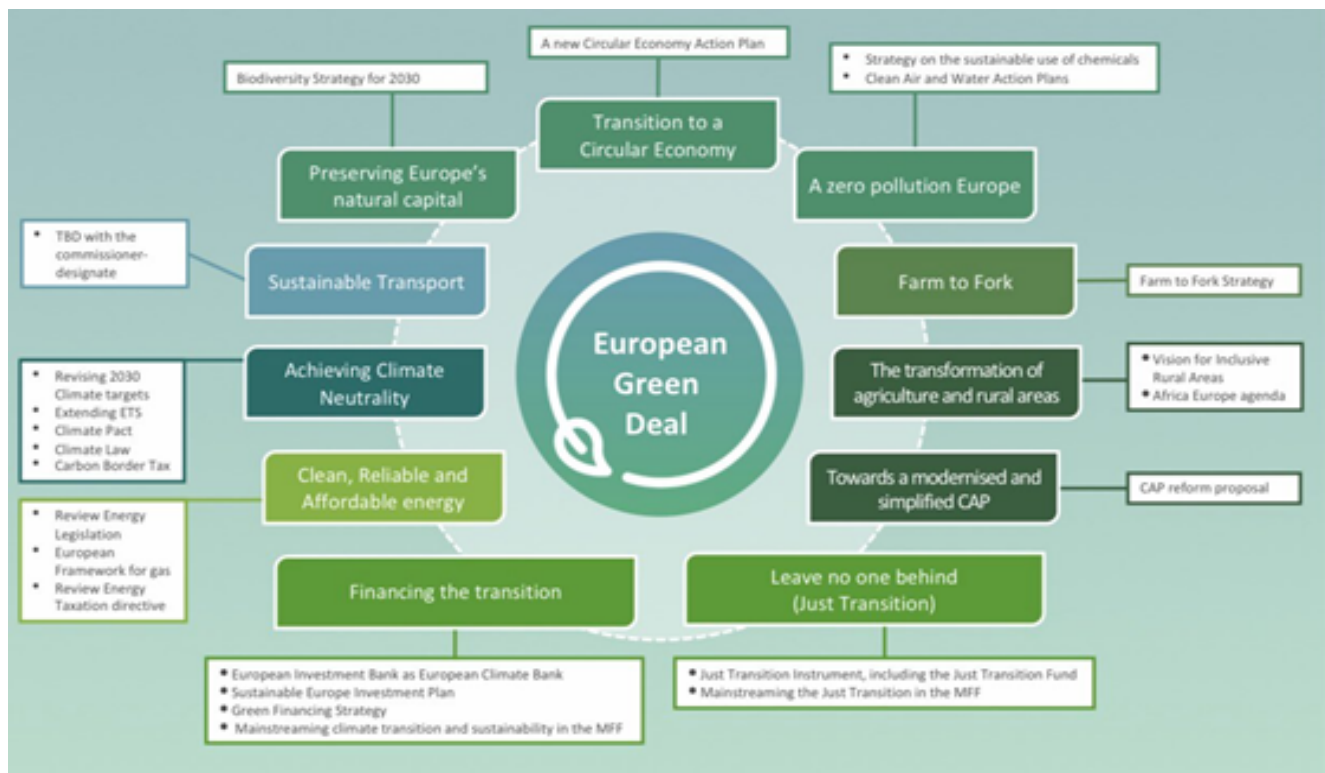 A new Circular Economy Action Plan
Biodiversity Strategy for 2030
• Strategy on the sustainable use of chemicals
• Clean Air and Water Action Plans
Transition to a
Circular Economy
Preserving Europe's
natural capital
A zero pollution Europe
• TBD with the
commissioner-
designate
Sustainable Transport
Farm to Fork
Farm to Fork Strategy
European
Green
Deal
• Revising 2030
Climate targets
• Extending ETS
• Climate Pact
• Climate Law
• Carbon Border Tax
Achieving Climate
Neutrality
The transformation of
agriculture and rural areas
• Vision for Inclusive
Rural Areas
• Africa Europe agenda
Clean, Reliable and
Affordable energy
Towards a modernised and
simplified CAP
CAP reform proposal
• Review Energy
Legislation
• European
Framework for gas
• Review Energy
Taxation directive
Financing the transition
Leave no one behind
(Just Transition)
• European Investment Bank as European Climate Bank
• Sustainable Europe Investment Plan
• Green Financing Strategy
• Mainstreaming climate transition and sustainability in the MFF
• Just Transition Instrument, including the Just Transition Fund
• Mainstreaming the Just Transition in the MFF